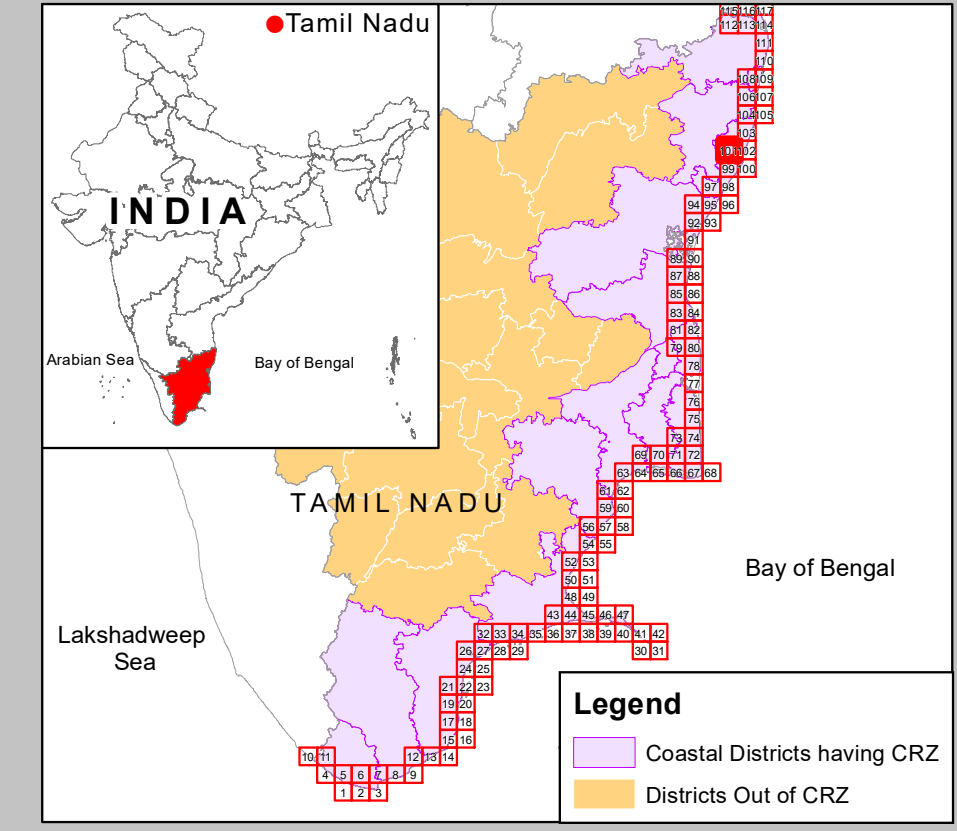 Tamil Nadu
INDIA
Arabian Sea
Bay of Bengal
115 116 117
112 113 114
111
110
108 109
106 107
104 105
103
101 102
99 100
97 98
94 95 96
92 93
91
89 90
87 88
85 86
83 84
81 82
79 80
78
77
76
75
73 74
69 70 71 72
63 64 65 66 67 68
61 62
TAMIL NADU
59 60
56 57 58
54 55
52 53
Bay of Bengal
50 51
48 49
43 44 45 46 47
Lakshadweep
Sea
32 33 34 35 36 37 38 39 40 41 42
26 27 28 29 30 31
24 25
21 22 23
19 20
17 18
15 16
10 11 12 13 14
4 5 6 7 8 9
1 2 3
Legend
Coastal Districts having CRZ
Districts Out of CRZ